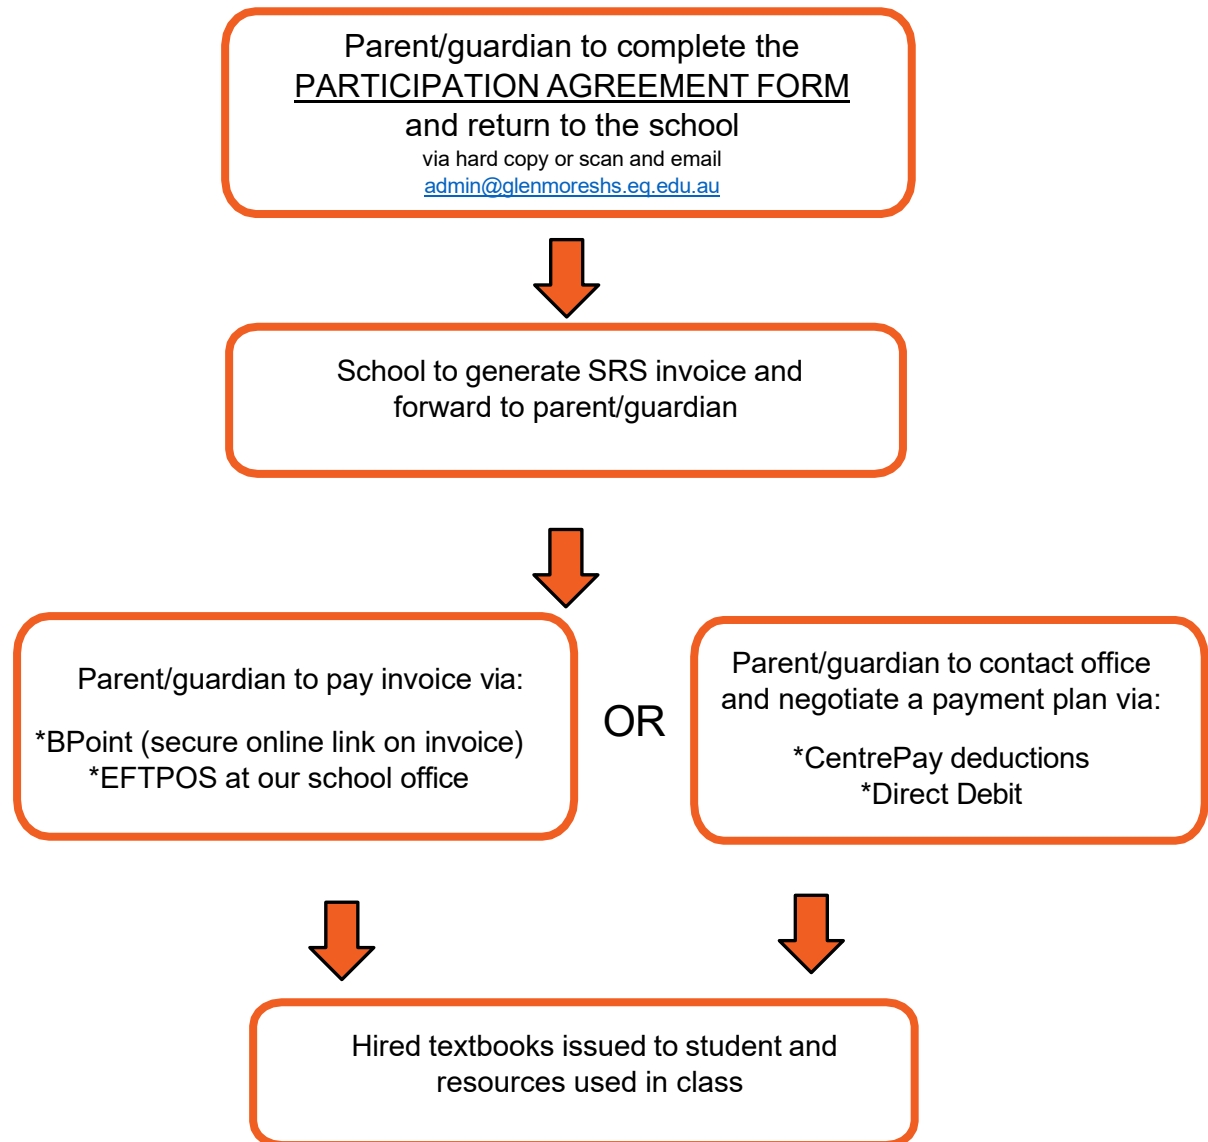 Parent/guardian to complete the
PARTICIPATION AGREEMENT FORM
and return to the school
via hard copy or scan and email
admin@glenmoreshs.eq.edu.au
School to generate SRS invoice and
forward to parent/guardian
Parent/guardian to pay invoice via:
*BPoint (secure online link on invoice)
*EFTPOS at our school office
OR
Parent/guardian to contact office
and negotiate a payment plan via:
*CentrePay deductions
*Direct Debit
Hired textbooks issued to student and
resources used in class